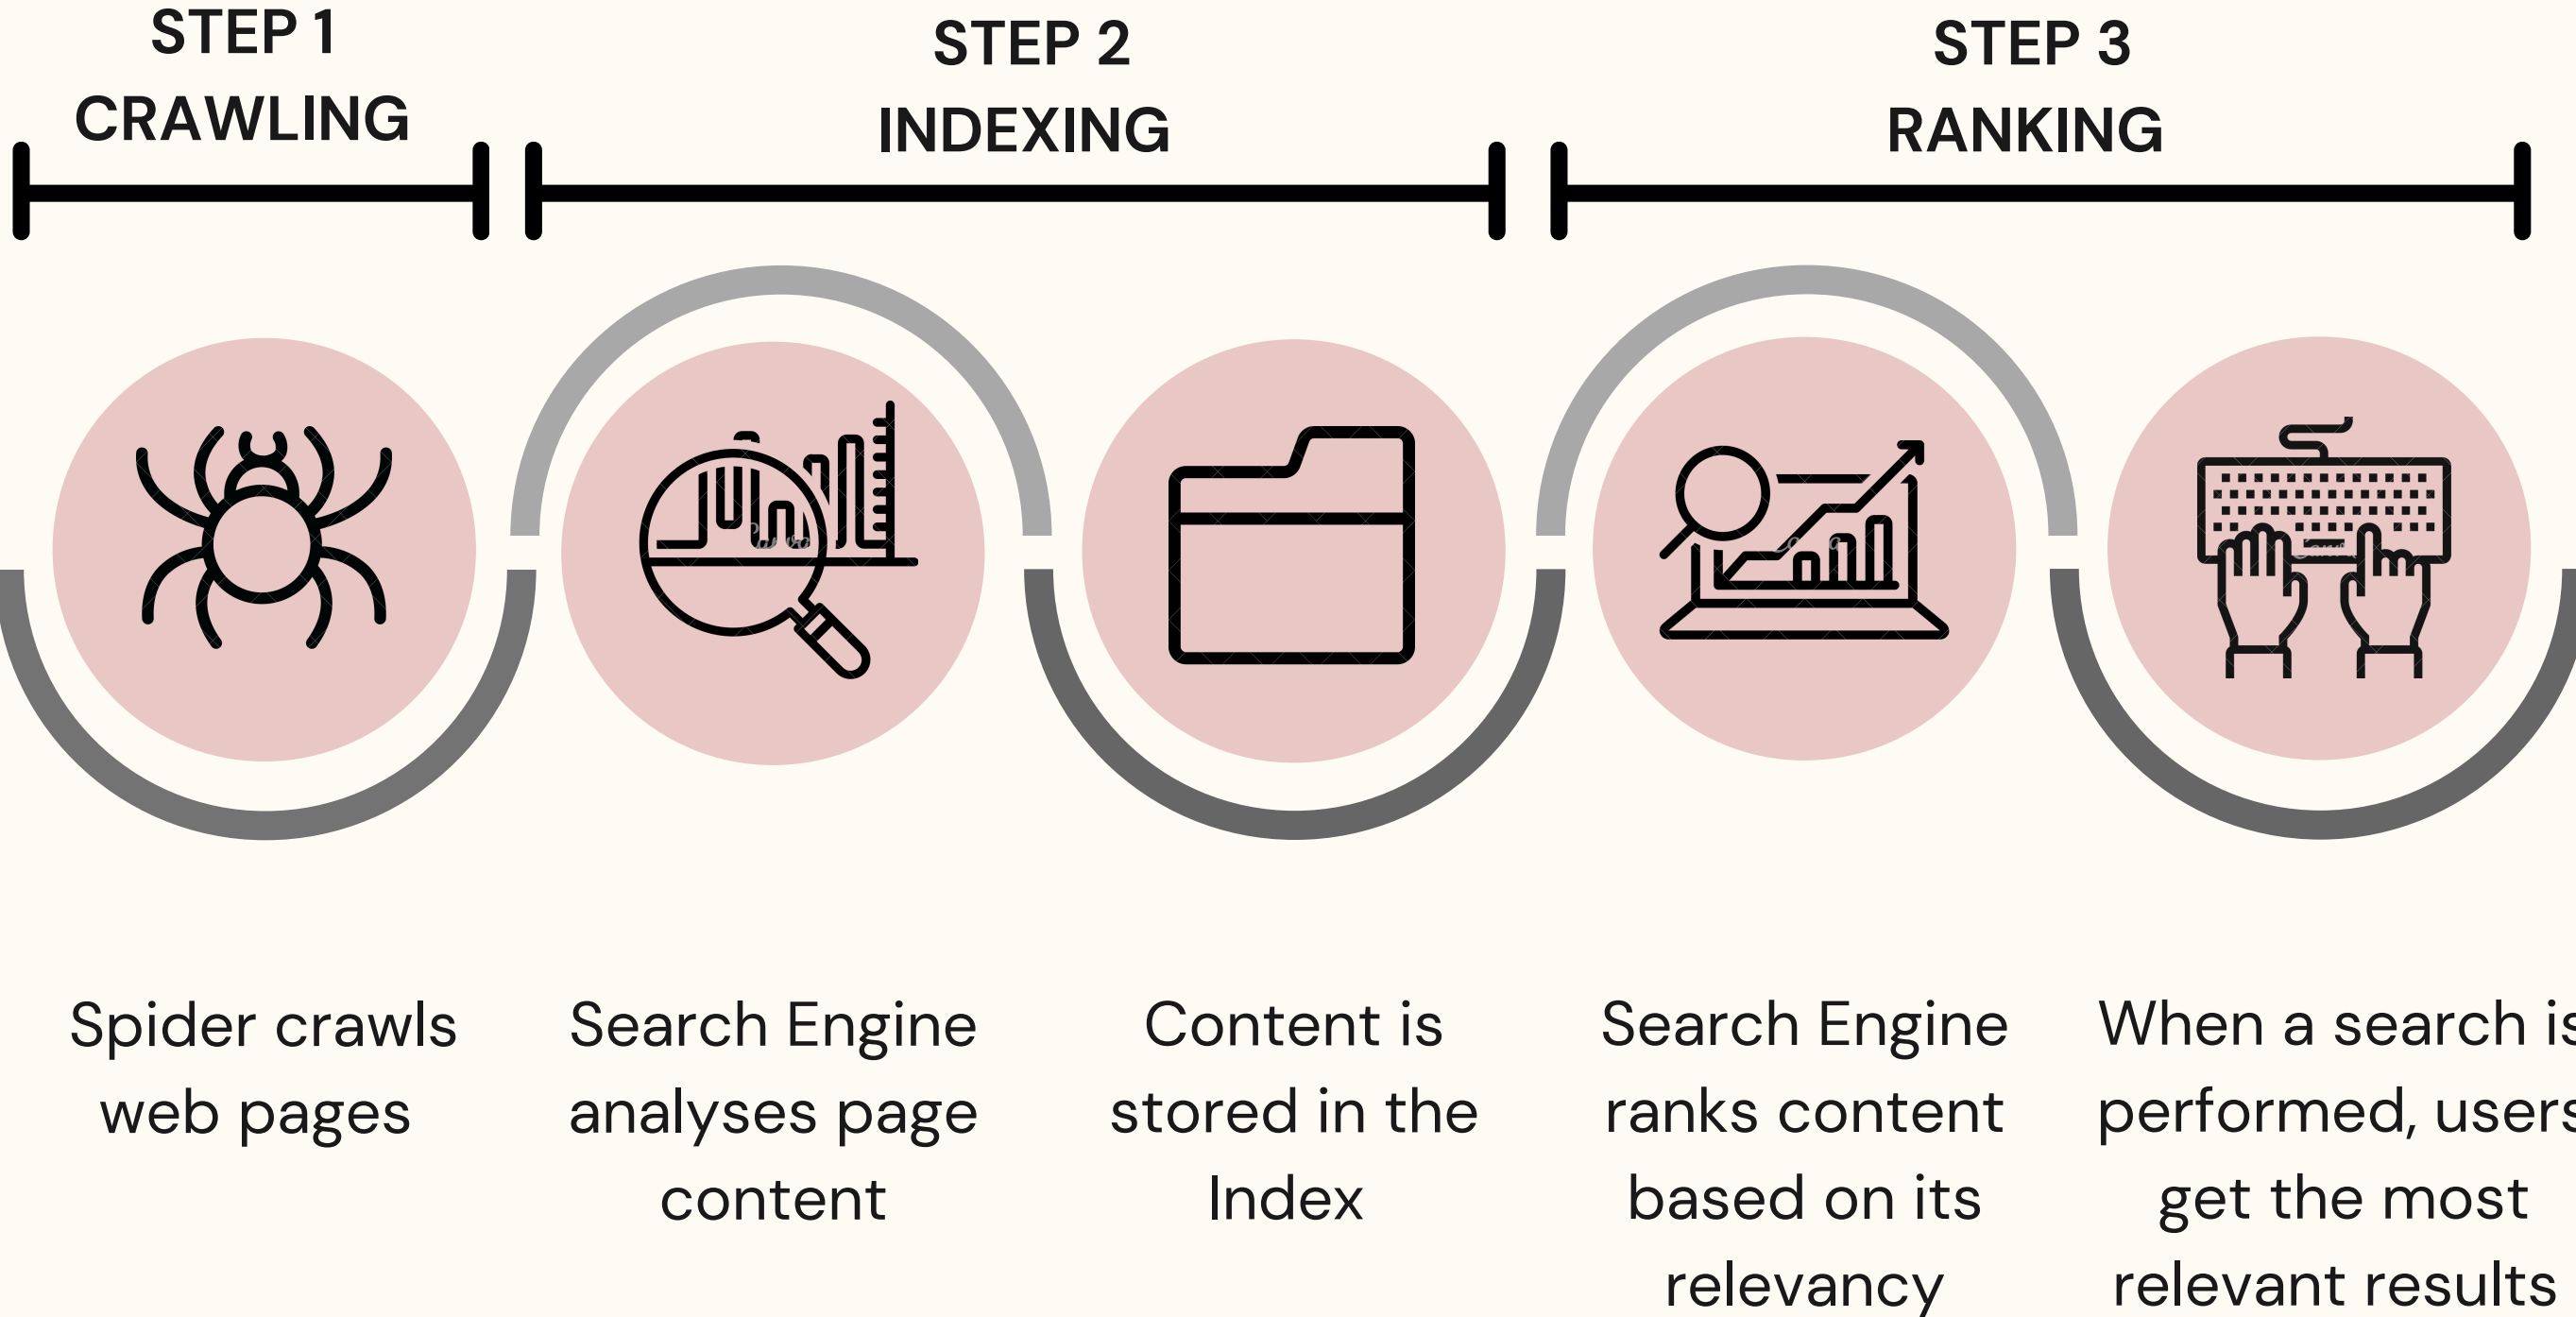 STEP 1
CRAWLING
STEP 2
INDEXING
STEP 3
RANKING
Spider crawls
web pages
Search Engine
analyses page
content
Content is
stored in the
Index
Search Engine
ranks content
based on its
relevancy
When a search is
performed, users
get the most
relevant results